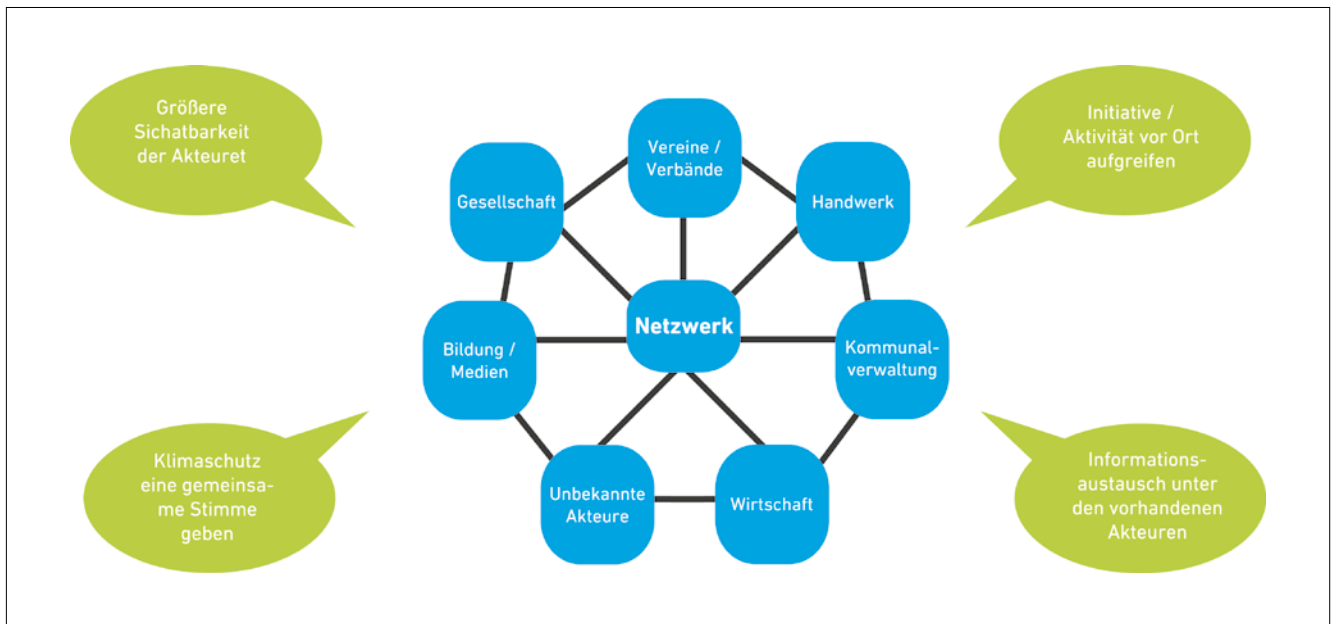 Größere
Sichatbarkeit
der Akteuret
Initiative /
Aktivität vor Ort
aufgreifen
Vereine /
Verbände
Gesellschaft
Handwerk
Netzwerk
Bildung /
Medien
Kommunal-
verwaltung
Unbekannte
Akteure
Wirtschaft
Klimaschutz
eine gemeinsa-
me Stimme
geben
Informations-
austausch unter
den vorhandenen
Akteuren